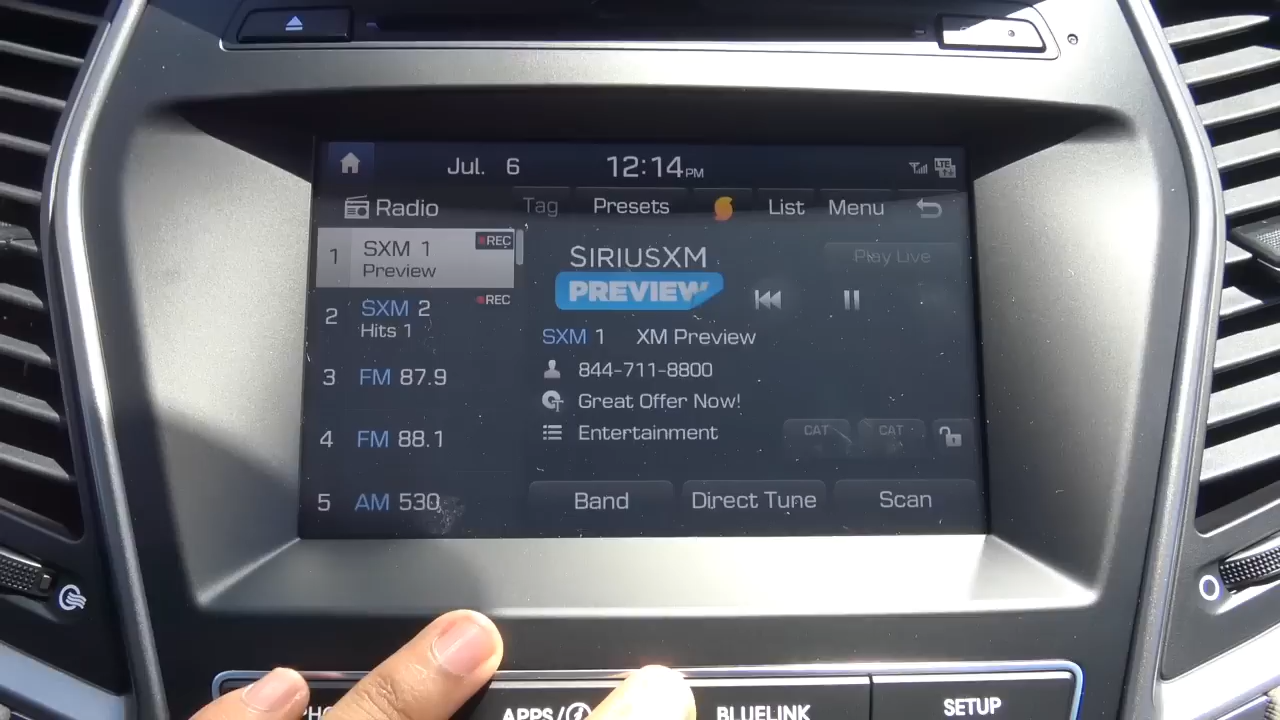 Jul. 6 12:14PM LTE
Radio Tag Presets List Menu
1 SXM 1 REC
Preview
2 SXM 2 REC
Hits 1
3 FM 87.9
4 FM 88.1
5 AM 530
SIRIUSXM
PREVIEW
Play Live
SXM 1 XM Preview
844-711-8800
Great Offer Now!
Entertainment
CAT CAT
Band Direct Tune Scan
APPS/ BLUELINK SETUP